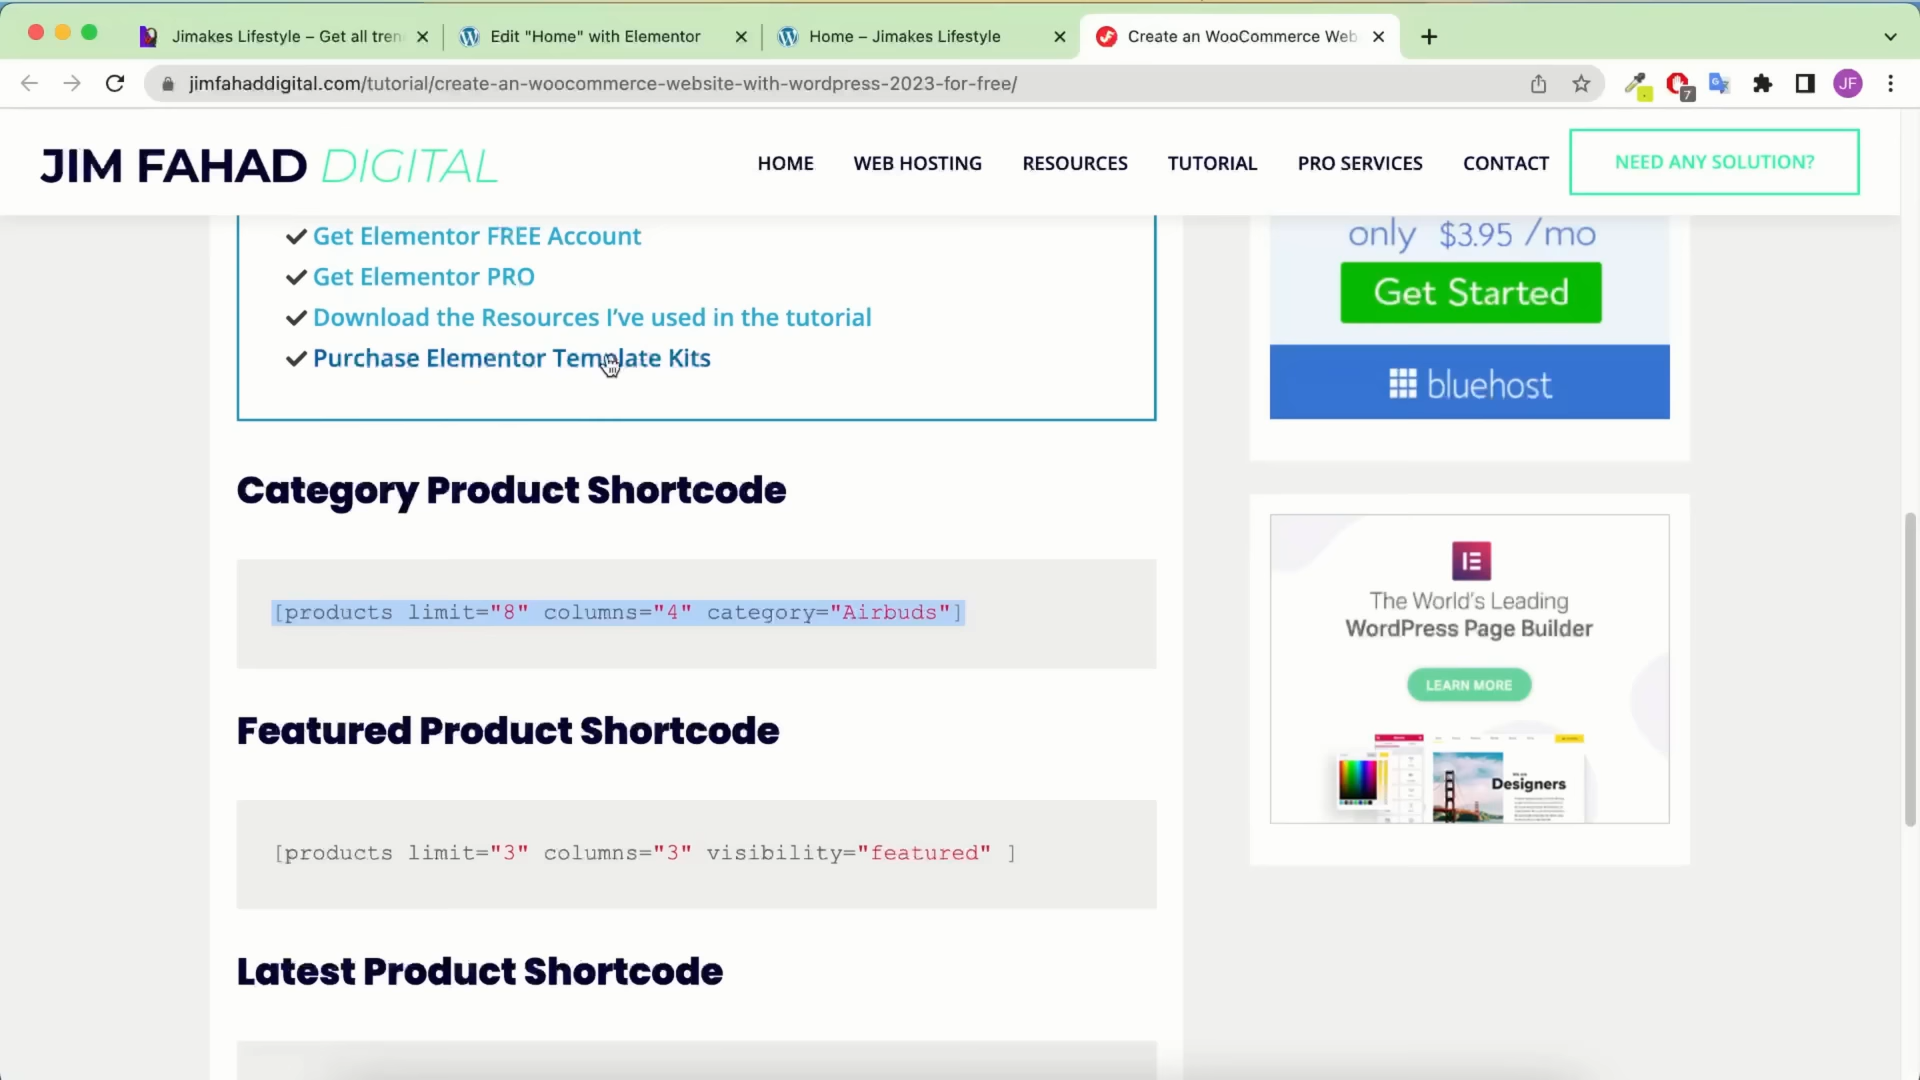 Jimakes Lifestyle – Get all tren
Edit "Home" with Elementor
Home – Jimakes Lifestyle
Create an WooCommerce Web
jimfahaddigital.com/tutorial/create-an-woocommerce-website-with-wordpress-2023-for-free/
7
JF
JIM FAHAD DIGITAL
HOME
WEB HOSTING
RESOURCES
TUTORIAL
PRO SERVICES
CONTACT
NEED ANY SOLUTION?
Get Elementor FREE Account
Get Elementor PRO
Download the Resources I’ve used in the tutorial
Purchase Elementor Template Kits
Category Product Shortcode
[products limit="8" columns="4" category="Airbuds"]
Featured Product Shortcode
[products limit="3" columns="3" visibility="featured" ]
Latest Product Shortcode
only $3.95 /mo
Get Started
bluehost
The World's Leading
WordPress Page Builder
LEARN MORE
Designers